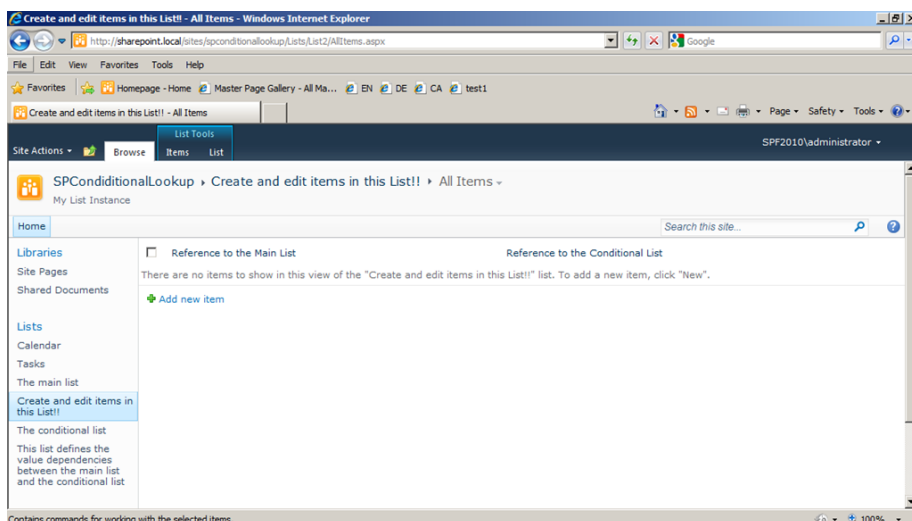 Create and edit items in this List!! - All Items - Windows Internet Explorer
http://sharepoint.local/sites/spconditionallookup/Lists/List2/AllItems.aspx
Google
File Edit View Favorites Tools Help
Favorites Homepage - Home Master Page Gallery - All Ma... EN DE CA test1
Create and edit items in this List!! - All Items
Page Safety Tools
List Tools
Site Actions Browse Items List
SPF2010\administrator
SPCondiditionalLookup Create and edit items in this List!! All Items
My List Instance
Home
Search this site...
Libraries
Site Pages
Shared Documents
Lists
Calendar
Tasks
The main list
Create and edit items in
this List!!
The conditional list
This list defines the
value dependencies
between the main list
and the conditional list
Reference to the Main List Reference to the Conditional List
There are no items to show in this view of the "Create and edit items in this List!!" list. To add a new item, click "New".
Add new item
Contains commands for working with the selected items
100%